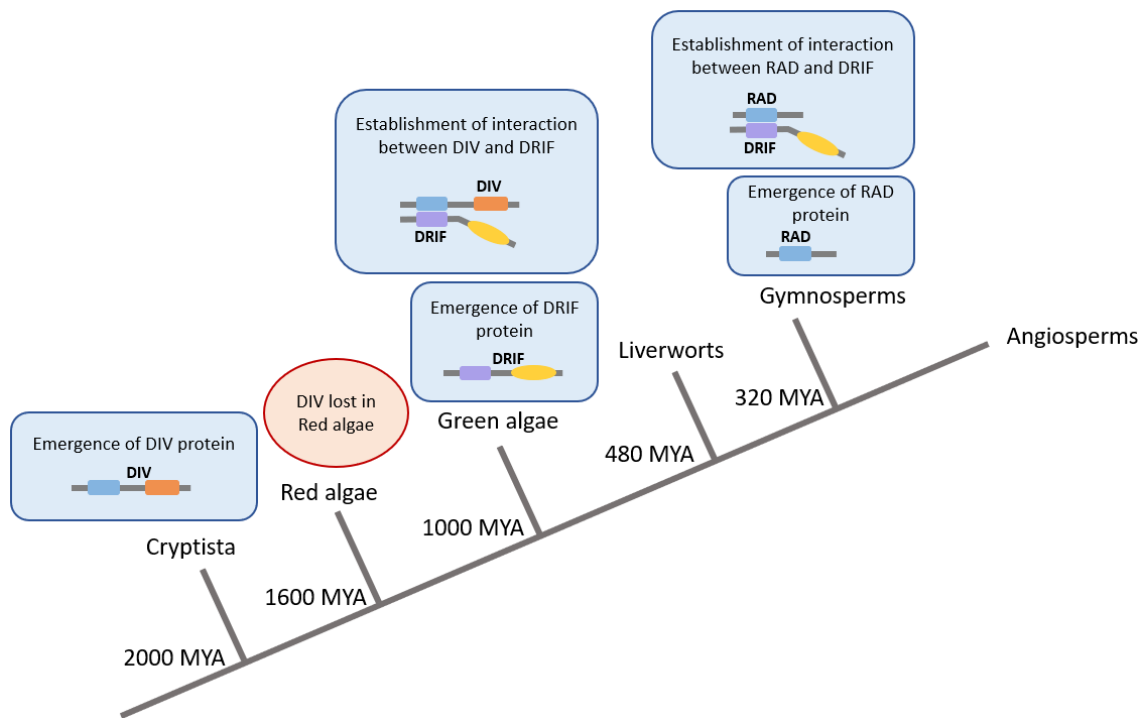 Establishment of interaction
between RAD and DRIF
RAD
DRIF
Establishment of interaction
between DIV and DRIF
DIV
DRIF
Emergence of RAD
protein
RAD
Gymnosperms
Emergence of DRIF
protein
DRIF
Green algae
Liverworts
Angiosperms
DIV lost in
Red algae
Emergence of DIV protein
DIV
Red algae
Cryptista
320 MYA
480 MYA
1000 MYA
1600 MYA
2000 MYA